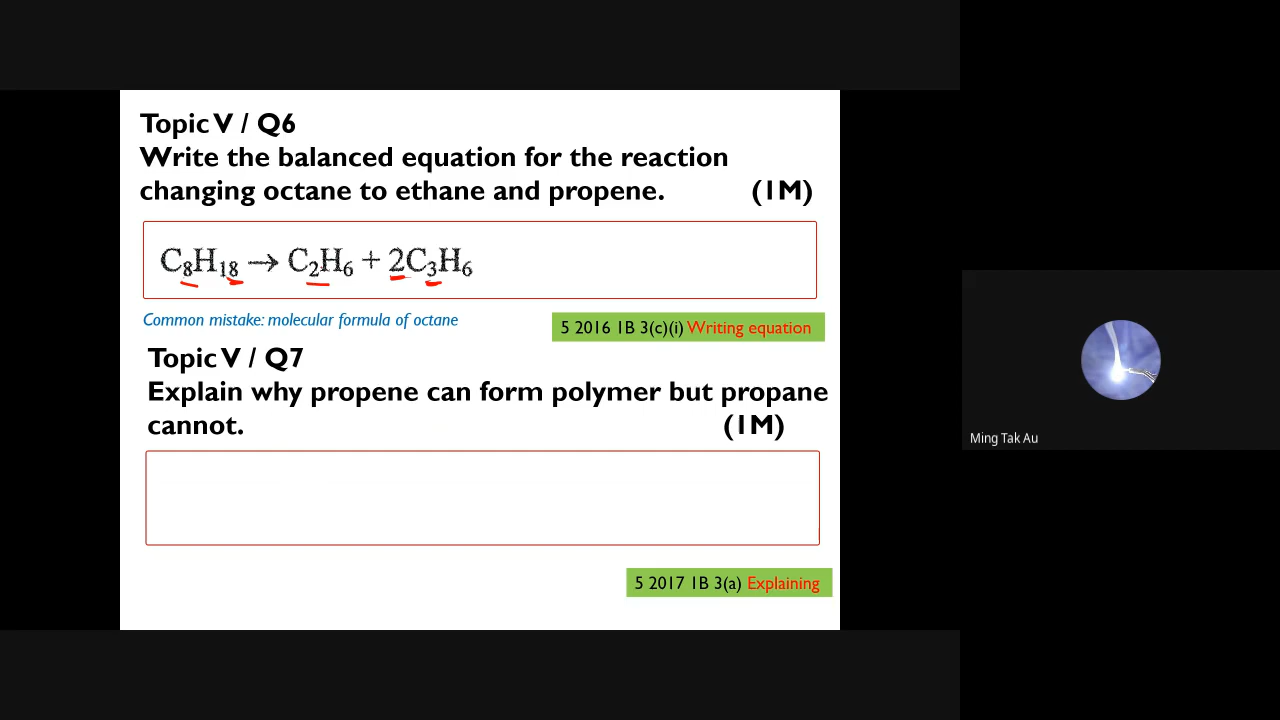 Topic V / Q6
Write the balanced equation for the reaction
changing octane to ethane and propene. (1M)
C₈H₁₈ → C₂H₆ + 2C₃H₆
Common mistake: molecular formula of octane
5 2016 1B 3(c)(i) Writing equation
Topic V / Q7
Explain why propene can form polymer but propane
cannot. (1M)
5 2017 1B 3(a) Explaining
Ming Tak Au